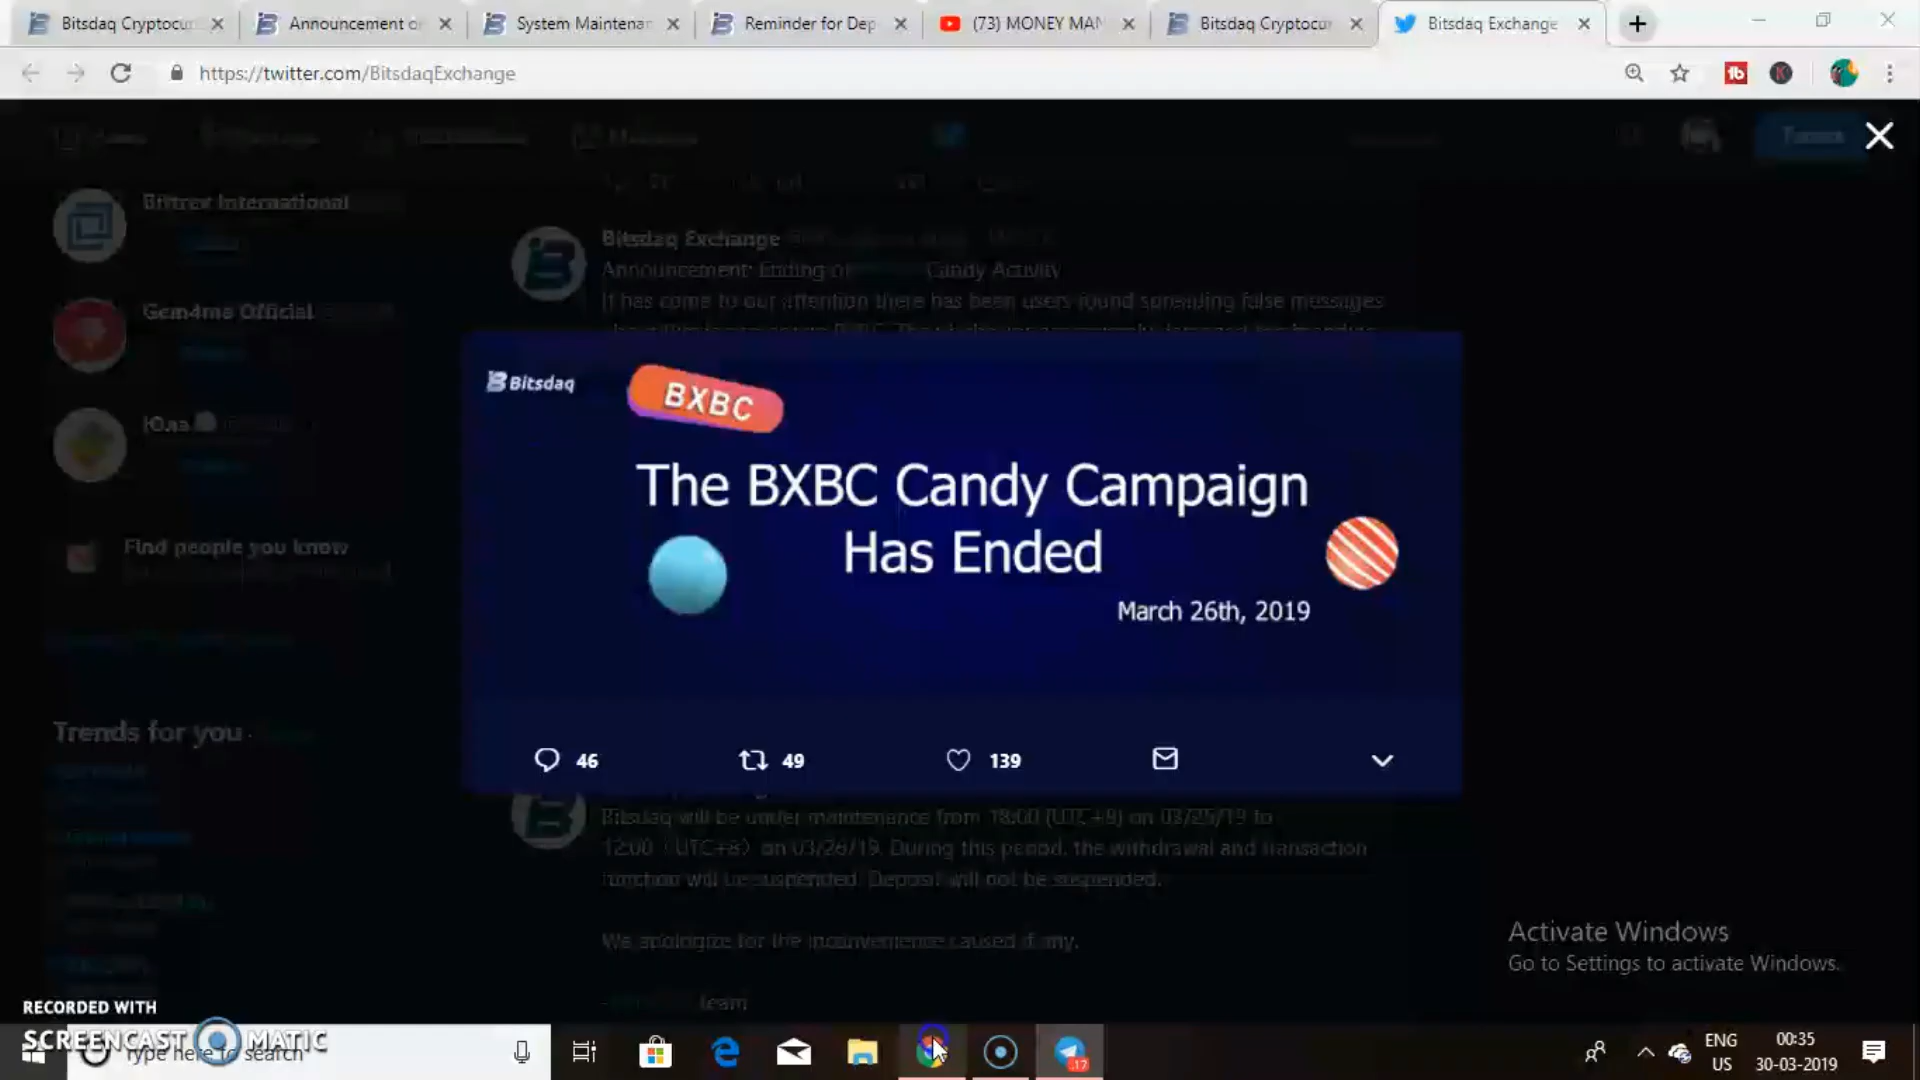 Bitsdaq Cryptocur
Announcement o
System Maintenan
Reminder for Dep
(73) MONEY MAN
Bitsdaq Cryptocur
Bitsdaq Exchange
https://twitter.com/BitsdaqExchange
Bittrex International
Gem4me Official
Юла
Find people you know
Trends for you
Bitsdaq Exchange
Announcement: Ending of
Candy Activity
It has come to our attention there has been users found spreading false messages
Bitsdaq
BXBC
The BXBC Candy Campaign
Has Ended
March 26th, 2019
46
49
139
Bitsdaq will be under maintenance from 18:00 (UTC+8) on 03/25/19 to
12:00 (UTC+8) on 03/26/19. During this period, the withdrawal and transaction
function will be suspended. Deposit will not be suspended.
We apologize for the inconvenience caused if any.
team
Activate Windows
Go to Settings to activate Windows.
RECORDED WITH
SCREENCAST MATIC
Type here to search
17
ENG
US
00:35
30-03-2019